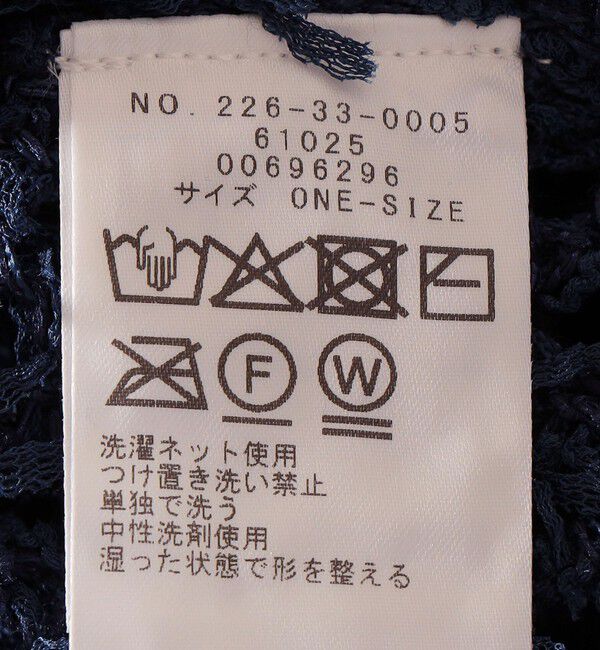 NO. 226-33-0005
61025
00696296
サイズ ONE-SIZE
F W
洗濯ネット使用
つけ置き洗い禁止
単独で洗う
中性洗剤使用
湿った状態で形を整える